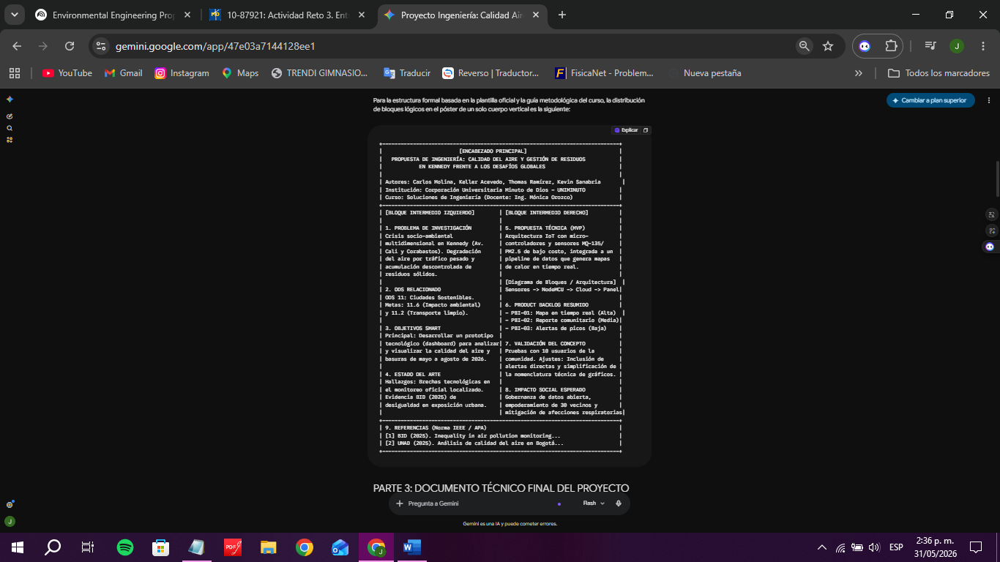 Environmental Engineering Prop
10-87921: Actividad Reto 3. Ent
Proyecto Ingeniería: Calidad Air
gemini.google.com/app/47e03a7144128ee1
J
YouTube
Gmail
Instagram
Maps
TRENDI GIMNASIO...
Traducir
Reverso | Traductor...
FisicaNet - Problem...
Nueva pestaña
Todos los marcadores
Para la estructura formal basada en la plantilla oficial y la guía metodológica del curso, la distribución
de bloques lógicos en el póster de un solo cuerpo vertical es la siguiente:
Cambiar a plan superior
Explicar
[ENCABEZADO PRINCIPAL]
PROPUESTA DE INGENIERÍA: CALIDAD DEL AIRE Y GESTIÓN DE RESIDUOS
EN KENNEDY FRENTE A LOS DESAFÍOS GLOBALES
Autores: Carlos Molina, Keller Acevedo, Thomas Ramírez, Kevin Sanabria
Institución: Corporación Universitaria Minuto de Dios - UNIMINUTO
Curso: Soluciones de Ingeniería (Docente: Ing. Mónica Orozco)
[BLOQUE INTERMEDIO IZQUIERDO]
1. PROBLEMA DE INVESTIGACIÓN
Crisis socio-ambiental
multidimensional en Kennedy (Av.
Cali y Corabastos). Degradación
del aire por tráfico pesado y
acumulación descontrolada de
residuos sólidos.
2. ODS RELACIONADO
ODS 11: Ciudades Sostenibles.
Metas: 11.6 (Impacto ambiental)
y 11.2 (Transporte limpio).
3. OBJETIVOS SMART
Principal: Desarrollar un prototipo
tecnológico (dashboard) para analizar
y visualizar la calidad del aire y
basuras de mayo a agosto de 2026.
4. ESTADO DEL ARTE
Hallazgos: Brechas tecnológicas en
el monitoreo oficial localizado.
Evidencia BID (2025) de
desigualdad en exposición urbana.
[BLOQUE INTERMEDIO DERECHO]
5. PROPUESTA TÉCNICA (MVP)
Arquitectura IoT con micro-
controladores y sensores MQ-135/
PM2.5 de bajo costo, integrada a un
pipeline de datos que genera mapas
de calor en tiempo real.
[Diagrama de Bloques / Arquitectura]
Sensores -> NodeMCU -> Cloud -> Panel
6. PRODUCT BACKLOG RESUMIDO
- PBI-01: Mapa en tiempo real (Alta)
- PBI-02: Reporte comunitario (Media)
- PBI-03: Alertas de picos (Baja)
7. VALIDACIÓN DEL CONCEPTO
Pruebas con 10 usuarios de la
comunidad. Ajustes: Inclusión de
alertas directas y simplificación de
la nomenclatura técnica de gráficos.
8. IMPACTO SOCIAL ESPERADO
Gobernanza de datos abierta,
empoderamiento de 30 vecinos y
mitigación de afecciones respiratorias
9. REFERENCIAS (Norma IEEE / APA)
[1] BID (2025). Inequality in air pollution monitoring...
[2] UNAD (2025). Análisis de calidad del aire en Bogotá...
PARTE 3: DOCUMENTO TÉCNICO FINAL DEL PROYECTO
Pregunta a Gemini
Flash
Gemini es una IA y puede cometer errores.
J
ESP
2:36 p. m.
31/05/2026